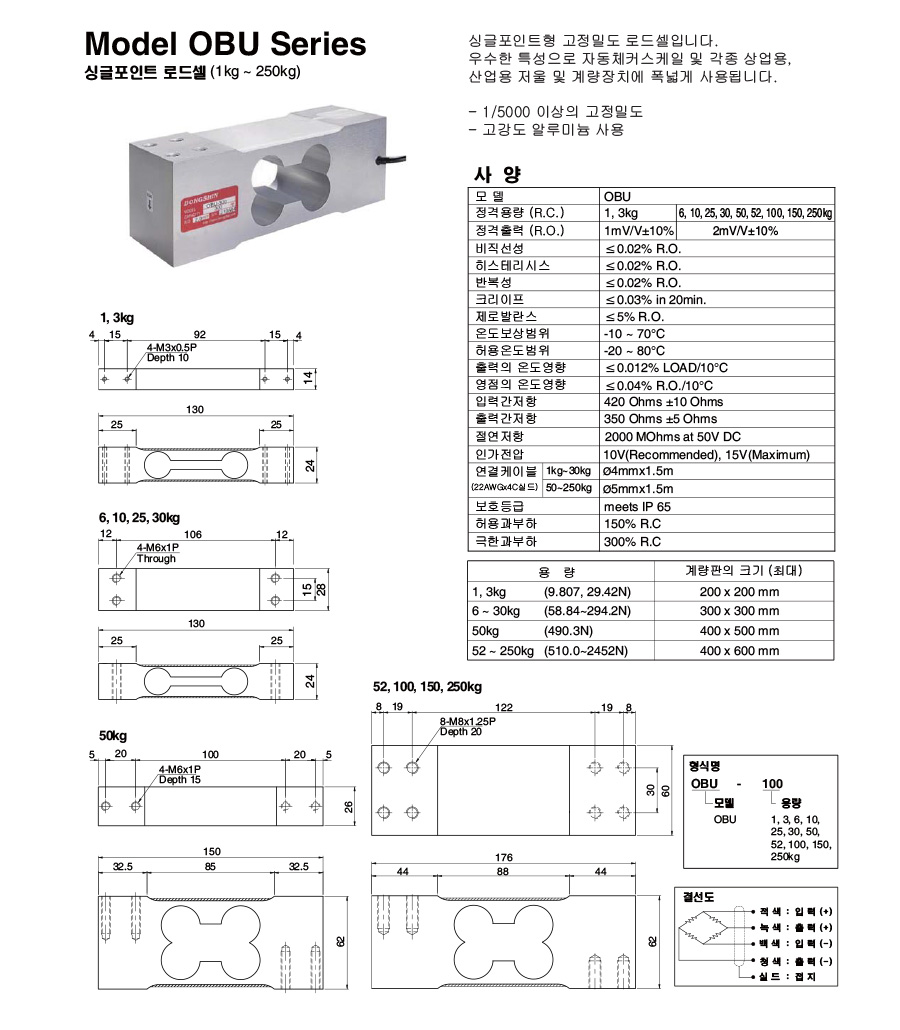 Model OBU Series
싱글포인트 로드셀 (1kg ~ 250kg)
싱글포인트형 고정밀도 로드셀입니다.
우수한 특성으로 자동체커스케일 및 각종 상업용,
산업용 저울 및 계량장치에 폭넓게 사용됩니다.
- 1/5000 이상의 고정밀도
- 고강도 알루미늄 사용
DONGSHIN
사 양
모 델 OBU
정격용량 (R.C.) 1, 3kg 6, 10, 25, 30, 50, 52, 100, 150, 250kg
정격출력 (R.O.) 1mV/V±10% 2mV/V±10%
비직선성 ≤0.02% R.O.
히스테리시스 ≤0.02% R.O.
반복성 ≤0.02% R.O.
크리이프 ≤0.03% in 20min.
제로발란스 ≤5% R.O.
온도보상범위 -10 ~ 70°C
허용온도범위 -20 ~ 80°C
출력의 온도영향 ≤0.012% LOAD/10°C
영점의 온도영향 ≤0.04% R.O./10°C
입력간저항 420 Ohms ±10 Ohms
출력간저항 350 Ohms ±5 Ohms
절연저항 2000 MOhms at 50V DC
인가전압 10V(Recommended), 15V(Maximum)
연결케이블 1kg~30kg Ø4mmx1.5m
(22AWGx4C쉴드) 50~250kg Ø5mmx1.5m
보호등급 meets IP 65
허용과부하 150% R.C
극한과부하 300% R.C
용 량 계량판의 크기 (최대)
1, 3kg (9.807, 29.42N) 200 x 200 mm
6 ~ 30kg (58.84~294.2N) 300 x 300 mm
50kg (490.3N) 400 x 500 mm
52 ~ 250kg (510.0~2452N) 400 x 600 mm
1, 3kg
4 15 92 15 4
4-M3x0.5P
Depth 10
14
130
25 25
24
6, 10, 25, 30kg
12 106 12
4-M6x1P
Through
15 28
130
25 25
24
50kg
5 20 100 20 5
4-M6x1P
Depth 15
26
150
32.5 85 32.5
62
52, 100, 150, 250kg
8 19 122 19 8
8-M8x1.25P
Depth 20
30 60
176
44 88 44
62
형식명
OBU - 100
모델 용량
OBU 1, 3, 6, 10,
25, 30, 50,
52, 100, 150,
250kg
결선도
적색 : 입력 (+)
녹색 : 출력 (+)
백색 : 입력 (-)
청색 : 출력 (-)
실드 : 접지